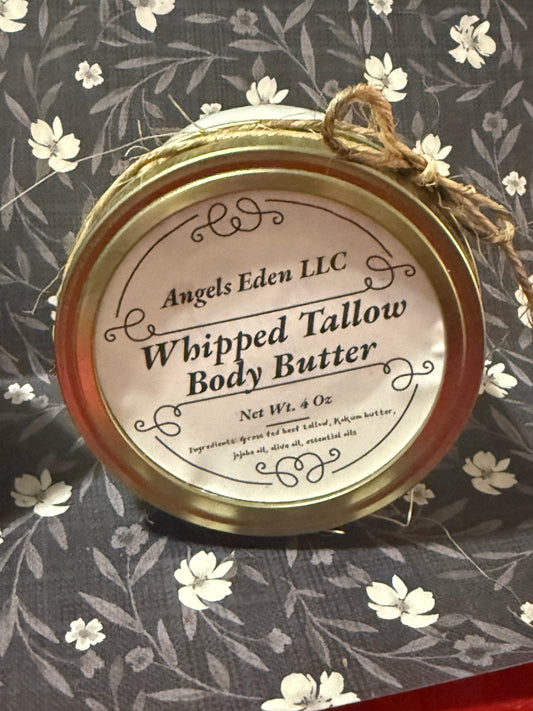 Angels Eden LLC
Whipped Tallow
Body Butter
Net Wt. 4 Oz
Ingredients: Grass fed beef tallow, Kokum butter,
jojoba oil, olive oil, essential oils